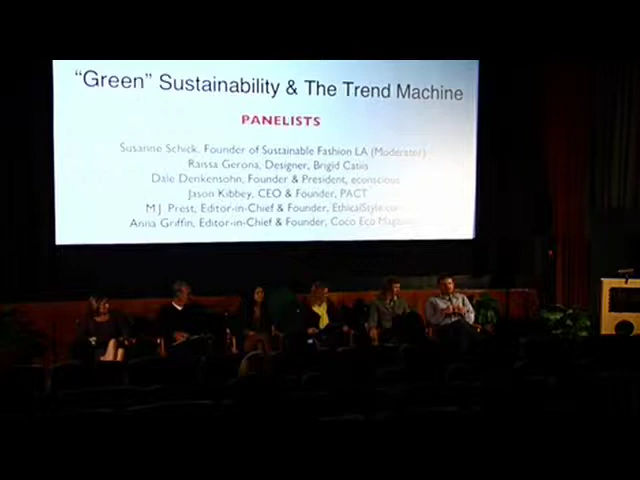 "Green" Sustainability & The Trend Machine
PANELISTS
Susanne Schick, Founder of Sustainable Fashion LA (Moderator)
Raissa Gerona, Designer, Brigid Catiis
Dale Denkensohn, Founder & President, econscious
Jason Kibbey, CEO & Founder, PACT
M.J. Prest, Editor-in-Chief & Founder, EthicalStyle.com
Anna Griffin, Editor-in-Chief & Founder, Coco Eco Magazine